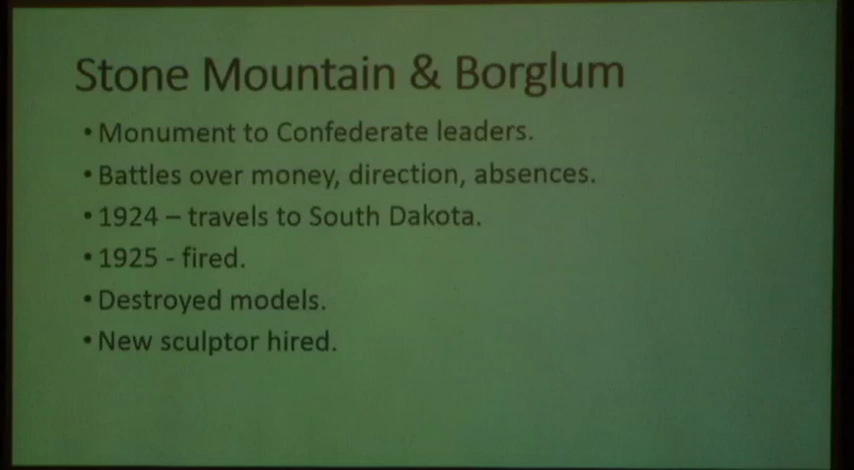 Stone Mountain & Borglum
• Monument to Confederate leaders.
• Battles over money, direction, absences.
• 1924 – travels to South Dakota.
• 1925 - fired.
• Destroyed models.
• New sculptor hired.